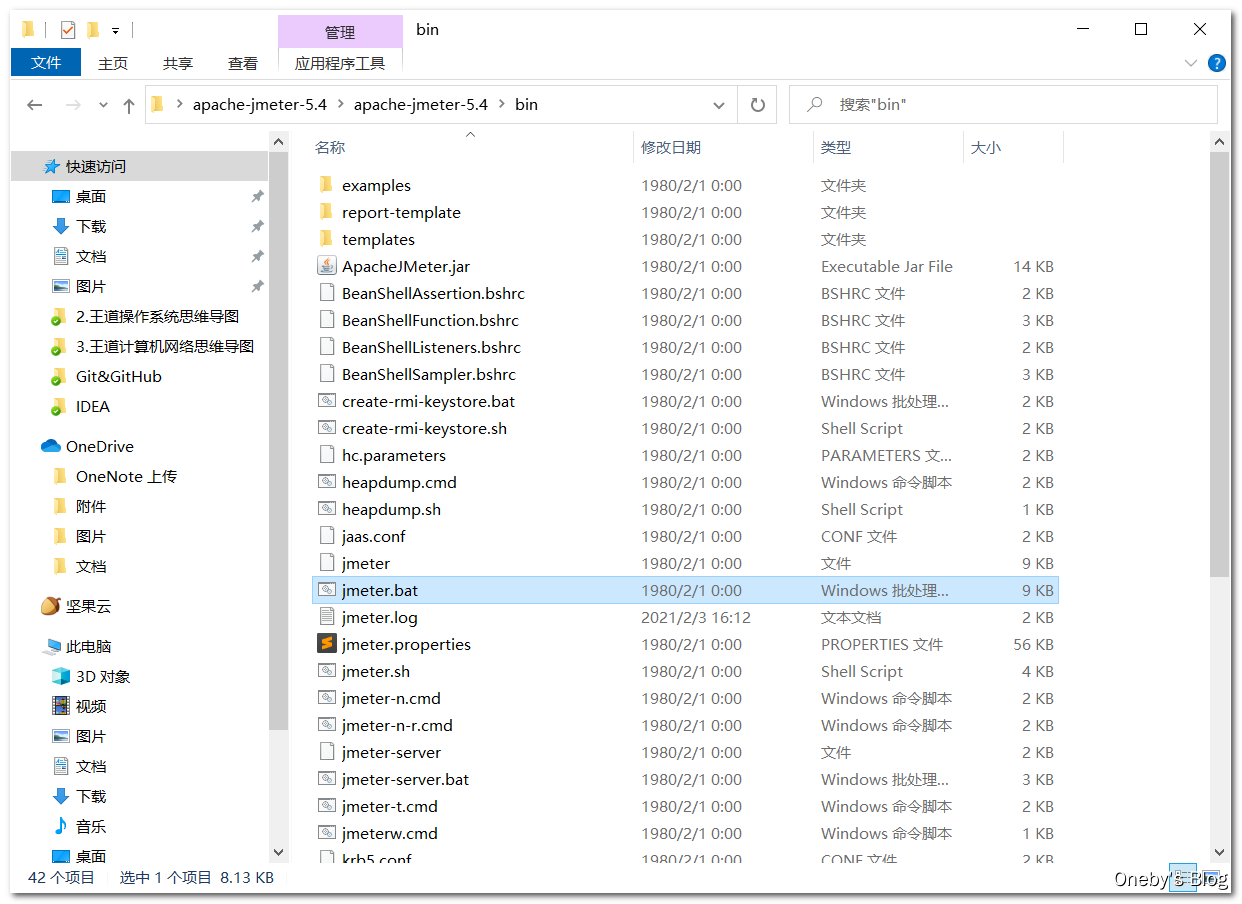 管理 bin
文件 主页 共享 查看 应用程序工具
apache-jmeter-5.4 apache-jmeter-5.4 bin 搜索"bin"
快速访问
桌面
下载
文档
图片
2.王道操作系统思维导图
3.王道计算机网络思维导图
Git&GitHub
IDEA
OneDrive
OneNote 上传
附件
图片
文档
坚果云
此电脑
3D 对象
视频
图片
文档
下载
音乐
桌面
名称 修改日期 类型 大小
examples 1980/2/1 0:00 文件夹
report-template 1980/2/1 0:00 文件夹
templates 1980/2/1 0:00 文件夹
ApacheJMeter.jar 1980/2/1 0:00 Executable Jar File 14 KB
BeanShellAssertion.bshrc 1980/2/1 0:00 BSHRC 文件 2 KB
BeanShellFunction.bshrc 1980/2/1 0:00 BSHRC 文件 3 KB
BeanShellListeners.bshrc 1980/2/1 0:00 BSHRC 文件 2 KB
BeanShellSampler.bshrc 1980/2/1 0:00 BSHRC 文件 3 KB
create-rmi-keystore.bat 1980/2/1 0:00 Windows 批处理... 2 KB
create-rmi-keystore.sh 1980/2/1 0:00 Shell Script 2 KB
hc.parameters 1980/2/1 0:00 PARAMETERS 文... 2 KB
heapdump.cmd 1980/2/1 0:00 Windows 命令脚本 2 KB
heapdump.sh 1980/2/1 0:00 Shell Script 1 KB
jaas.conf 1980/2/1 0:00 CONF 文件 2 KB
jmeter 1980/2/1 0:00 文件 9 KB
jmeter.bat 1980/2/1 0:00 Windows 批处理... 9 KB
jmeter.log 2021/2/3 16:12 文本文档 2 KB
jmeter.properties 1980/2/1 0:00 PROPERTIES 文件 56 KB
jmeter.sh 1980/2/1 0:00 Shell Script 4 KB
jmeter-n.cmd 1980/2/1 0:00 Windows 命令脚本 2 KB
jmeter-n-r.cmd 1980/2/1 0:00 Windows 命令脚本 2 KB
jmeter-server 1980/2/1 0:00 文件 2 KB
jmeter-server.bat 1980/2/1 0:00 Windows 批处理... 3 KB
jmeter-t.cmd 1980/2/1 0:00 Windows 命令脚本 2 KB
jmeterw.cmd 1980/2/1 0:00 Windows 命令脚本 1 KB
krb5.conf 1980/2/1 0:00 CONF 文件 2 KB
42 个项目 选中 1 个项目 8.13 KB
Oneby's Blog